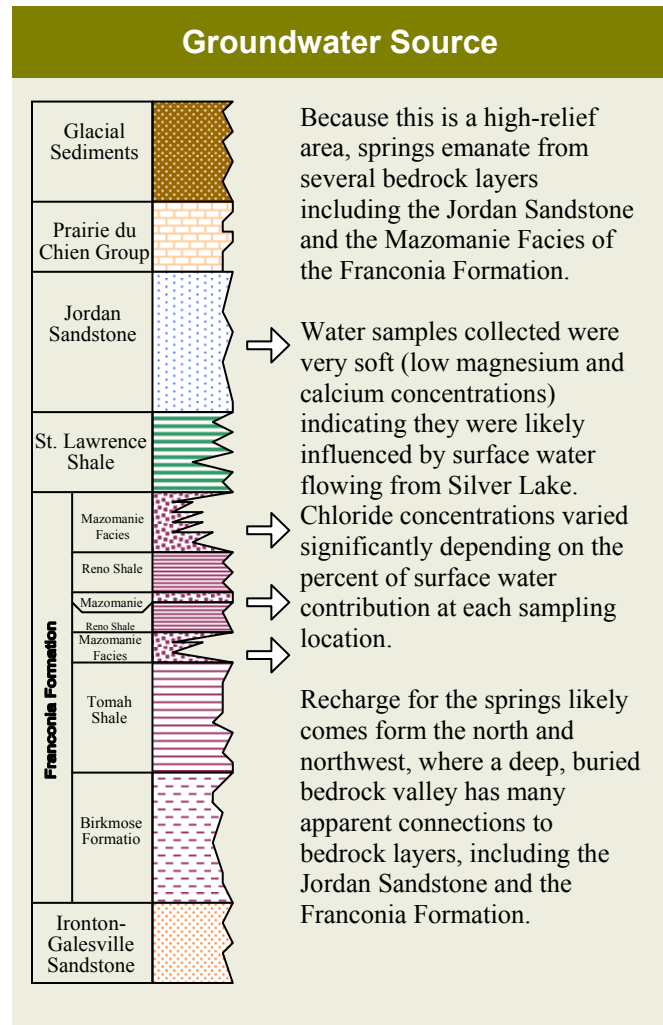 Groundwater Source
Glacial
Sediments
Prairie du
Chien Group
Jordan
Sandstone
St. Lawrence
Shale
Franconia Formation
Mazomanie
Facies
Reno Shale
Mazomanie
Reno Shale
Mazomanie
Facies
Tomah
Shale
Birkmose
Formatio
Ironton-
Galesville
Sandstone
Because this is a high-relief
area, springs emanate from
several bedrock layers
including the Jordan Sandstone
and the Mazomanie Facies of
the Franconia Formation.
Water samples collected were
very soft (low magnesium and
calcium concentrations)
indicating they were likely
influenced by surface water
flowing from Silver Lake.
Chloride concentrations varied
significantly depending on the
percent of surface water
contribution at each sampling
location.
Recharge for the springs likely
comes form the north and
northwest, where a deep, buried
bedrock valley has many
apparent connections to
bedrock layers, including the
Jordan Sandstone and the
Franconia Formation.